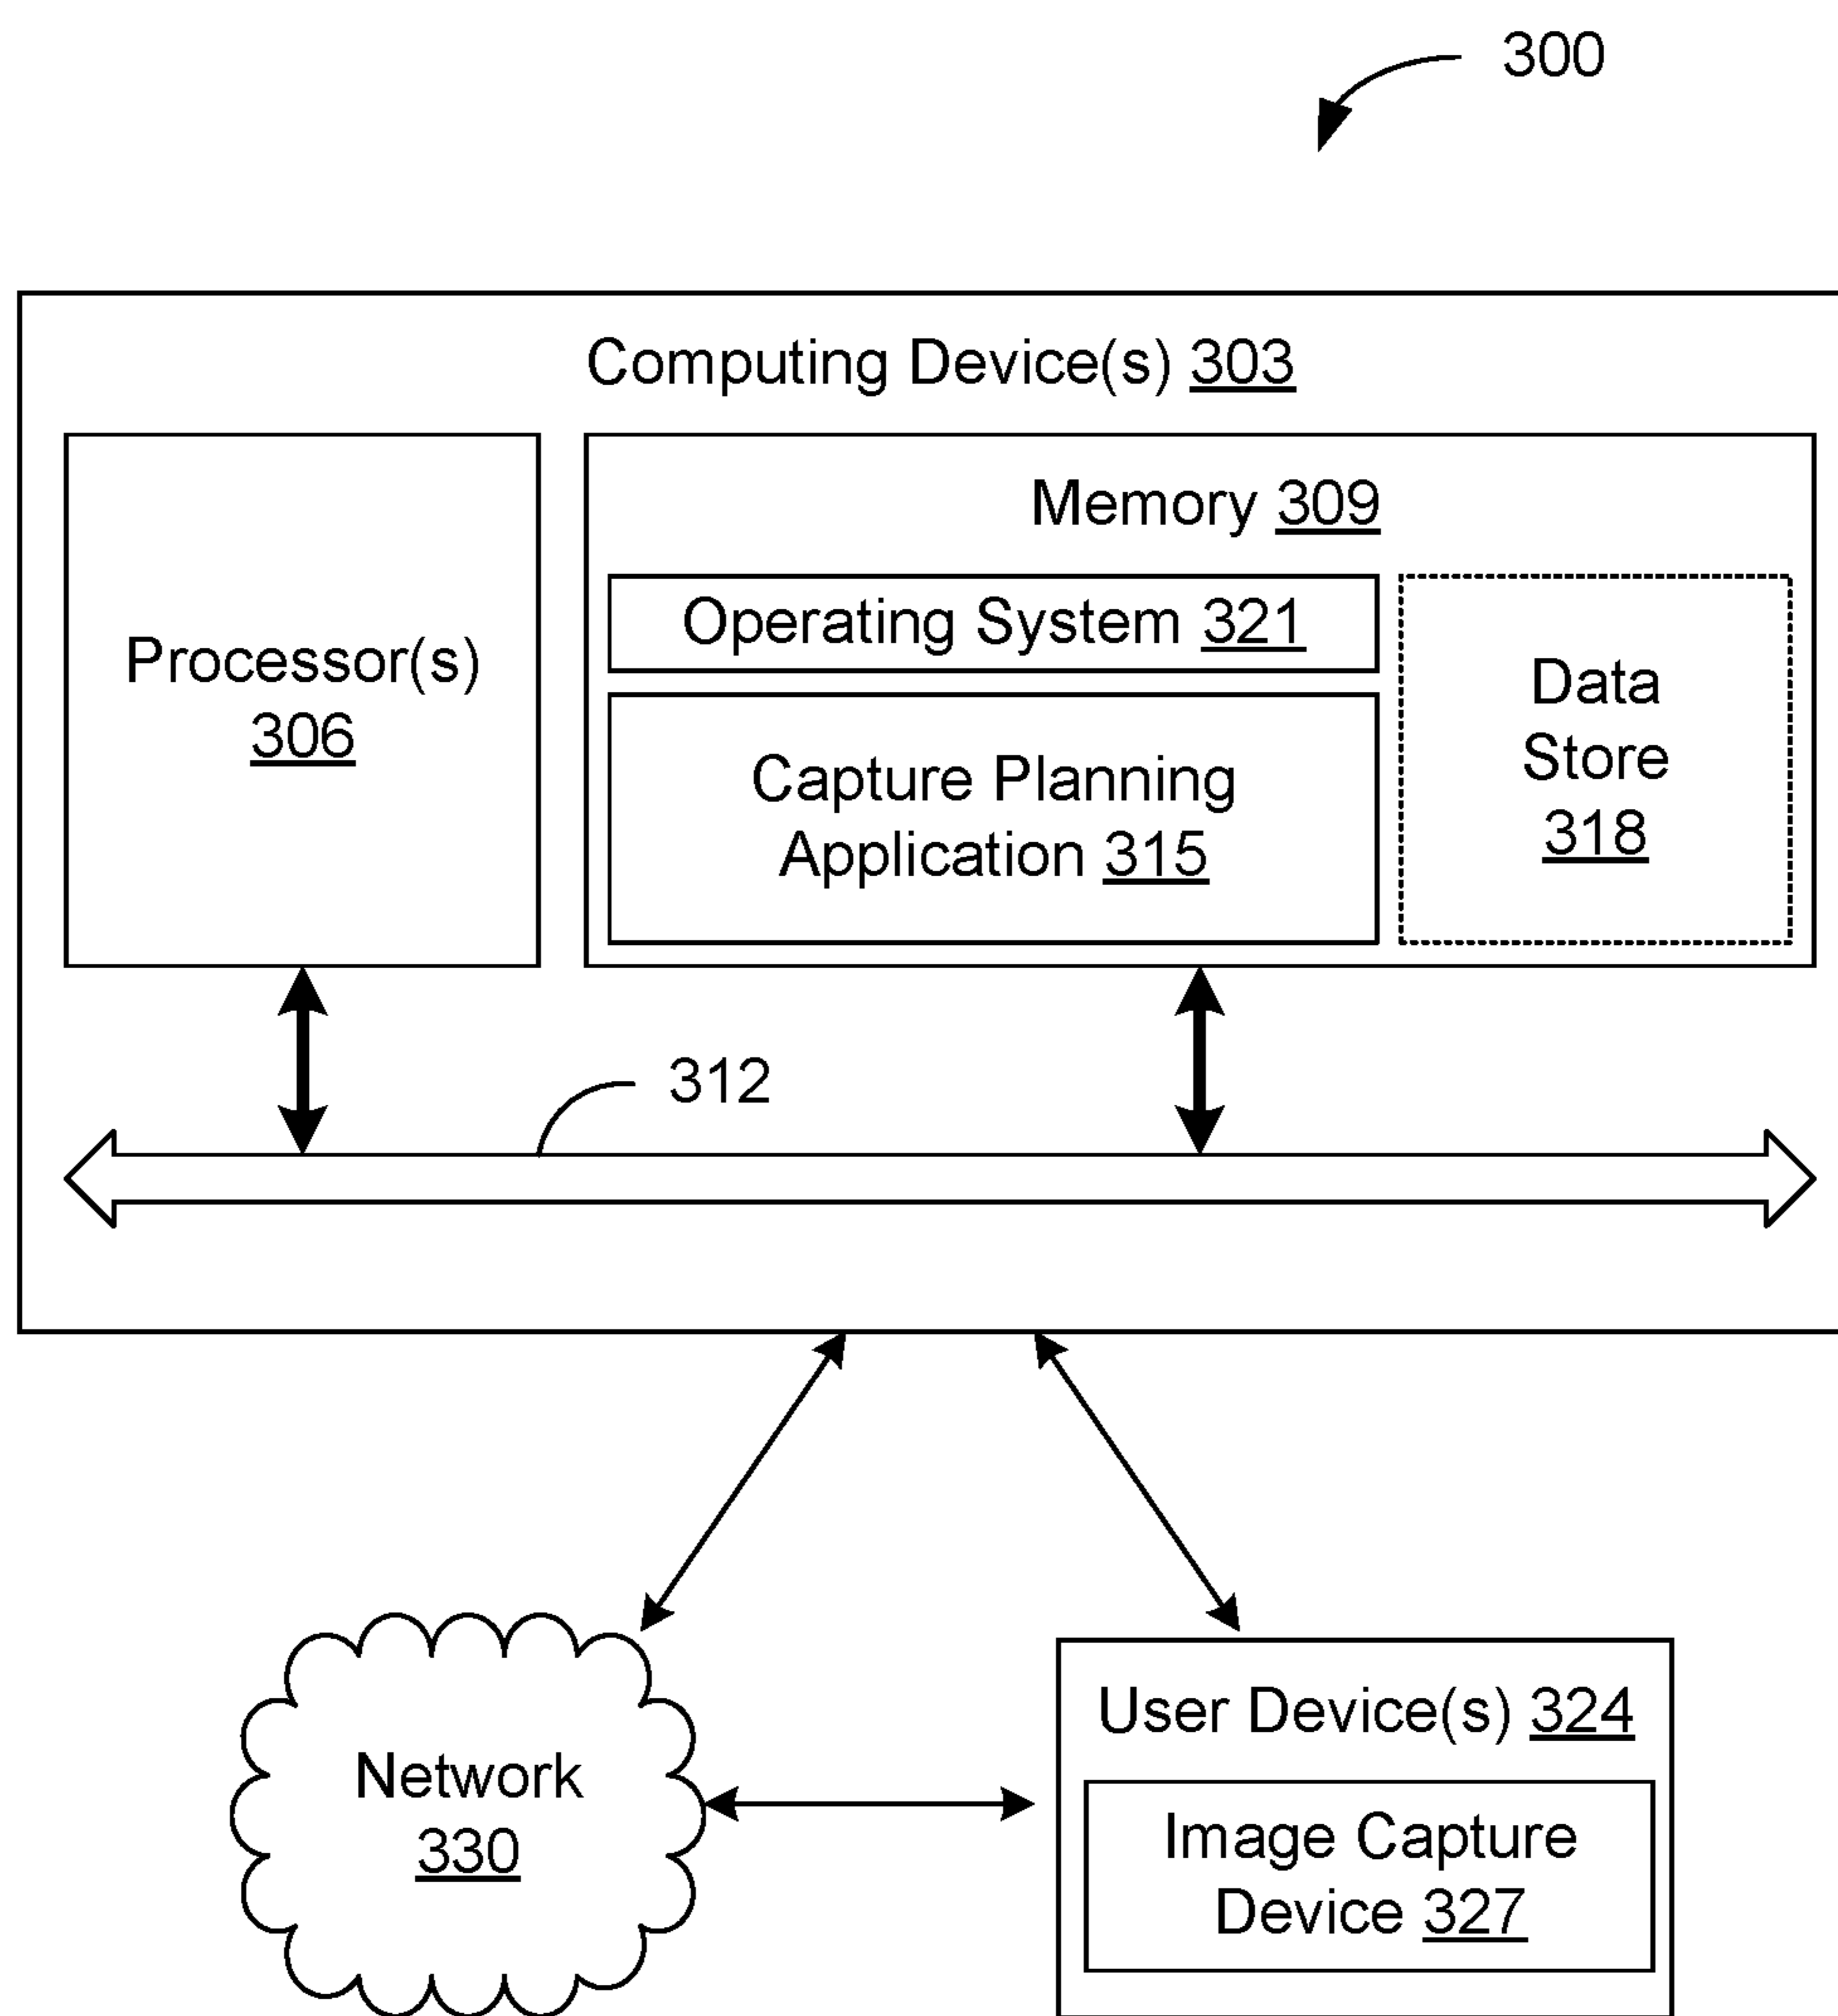 300
Computing Device(s) 303
Processor(s)
306
Memory 309
Operating System 321
Capture Planning
Application 315
Data
Store
318
312
Network
330
User Device(s) 324
Image Capture
Device 327